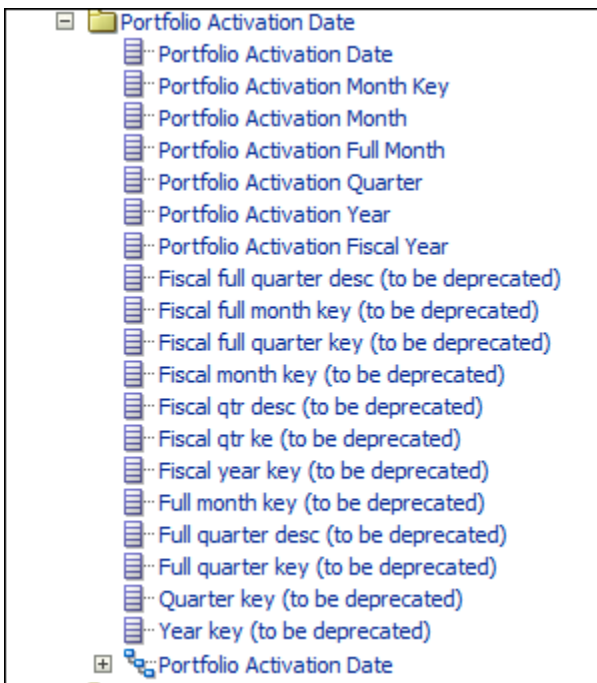 Portfolio Activation Date
Portfolio Activation Date
Portfolio Activation Month Key
Portfolio Activation Month
Portfolio Activation Full Month
Portfolio Activation Quarter
Portfolio Activation Year
Portfolio Activation Fiscal Year
Fiscal full quarter desc (to be deprecated)
Fiscal full month key (to be deprecated)
Fiscal full quarter key (to be deprecated)
Fiscal month key (to be deprecated)
Fiscal qtr desc (to be deprecated)
Fiscal qtr ke (to be deprecated)
Fiscal year key (to be deprecated)
Full month key (to be deprecated)
Full quarter desc (to be deprecated)
Full quarter key (to be deprecated)
Quarter key (to be deprecated)
Year key (to be deprecated)
Portfolio Activation Date